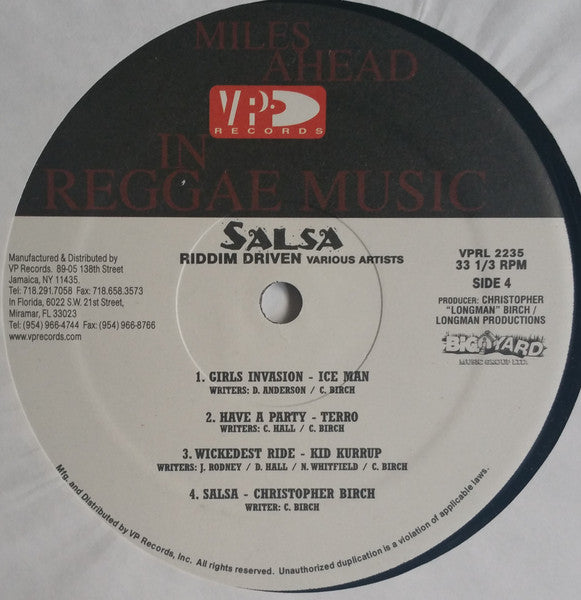 MILES
AHEAD
VP
RECORDS
IN
REGGAE MUSIC
SALSA
RIDDIM DRIVEN VARIOUS ARTISTS
Manufactured & Distributed by
VP Records. 89-05 138th Street
Jamaica, NY 11435.
Tel: 718.291.7058 Fax: 718.658.3573
In Florida, 6022 S.W. 21st Street,
Miramar, FL 33023
Tel: (954) 966-4744 Fax: (954) 966-8766
www.vprecords.com
VPRL 2235
33 1/3 RPM
SIDE 4
PRODUCER: CHRISTOPHER
"LONGMAN" BIRCH /
LONGMAN PRODUCTIONS
BIG YARD
MUSIC GROUP LTD.
1. GIRLS INVASION - ICE MAN
WRITERS: D. ANDERSON / C. BIRCH
2. HAVE A PARTY - TERRO
WRITERS: C. HALL / C. BIRCH
3. WICKEDEST RIDE - KID KURRUP
WRITERS: J. RODNEY / D. HALL / N. WHITFIELD / C. BIRCH
4. SALSA - CHRISTOPHER BIRCH
WRITER: C. BIRCH
Mfg. and Distributed by VP Records, Inc. All rights reserved. Unauthorized duplication is a violation of applicable laws.